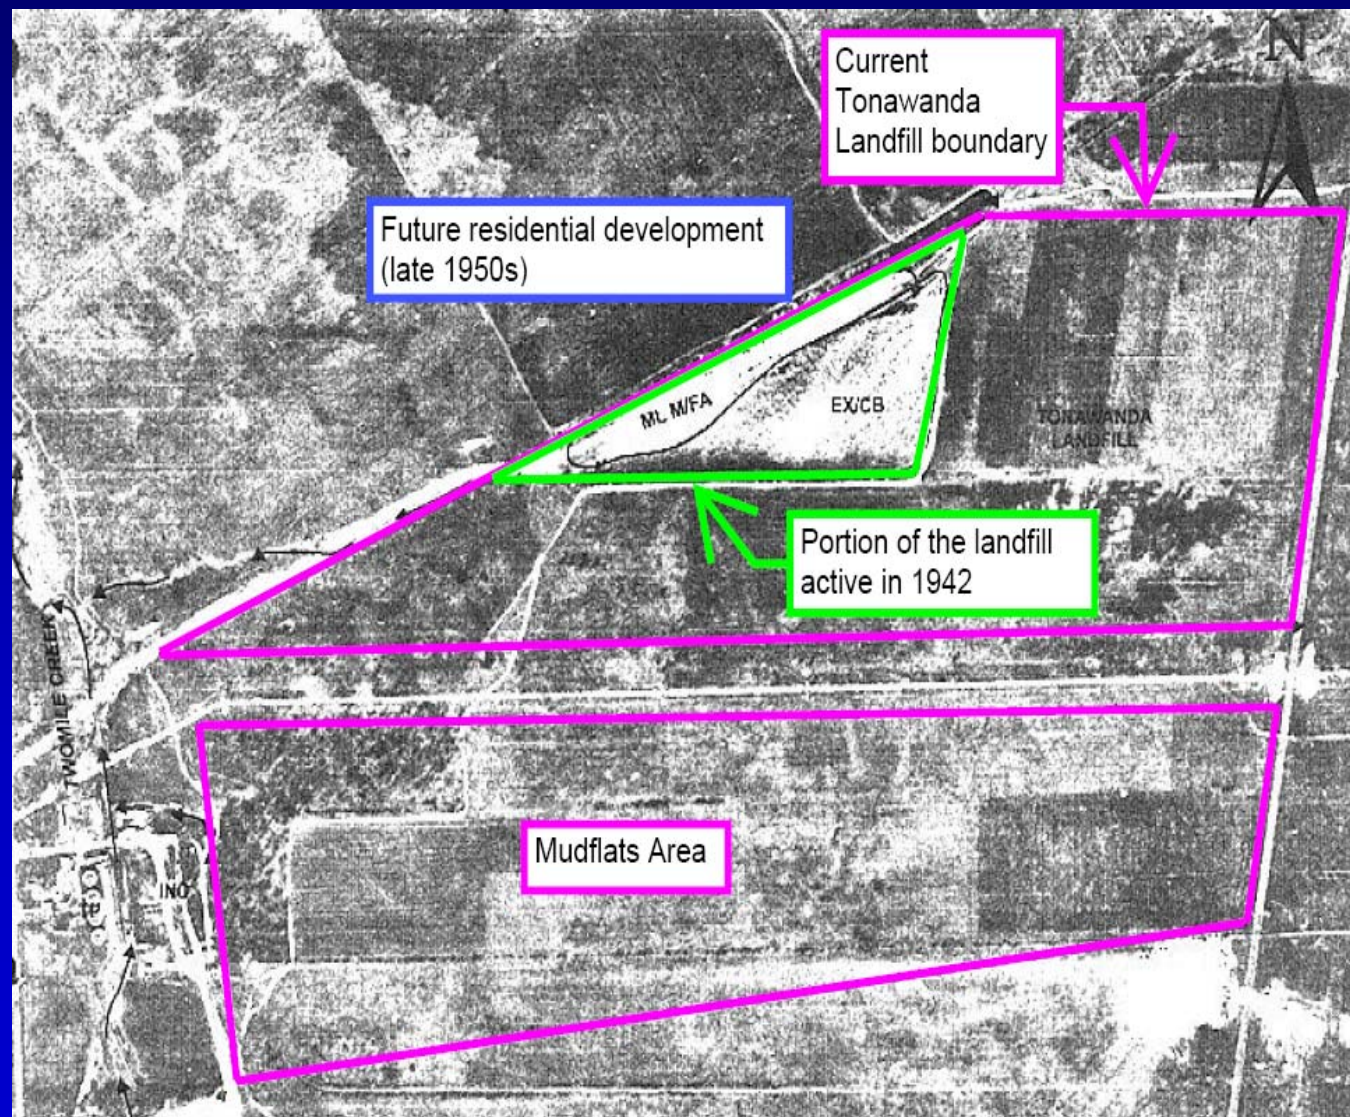 N
Current
Tonawanda
Landfill boundary
Future residential development
(late 1950s)
ML M/FA
EX/CB
TONAWANDA
LANDFILL
Portion of the landfill
active in 1942
TWOMILE CREEK
Mudflats Area